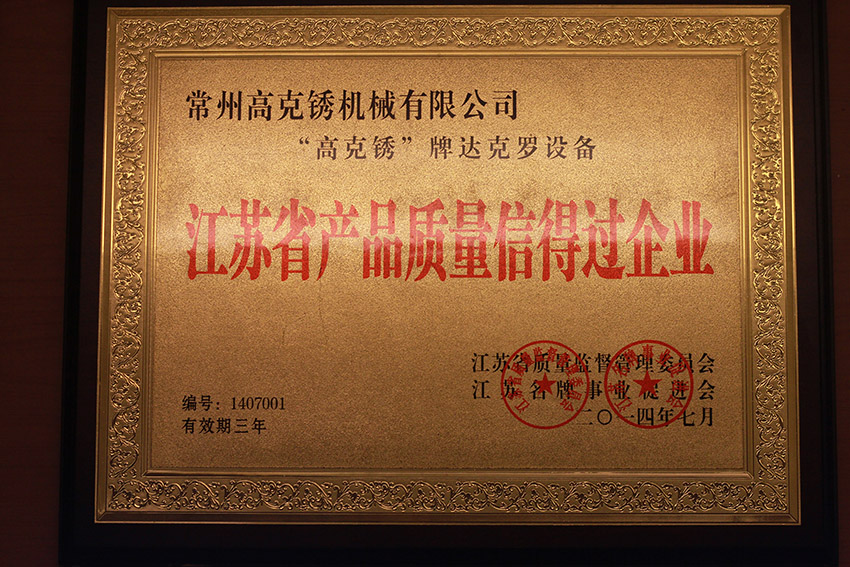 常州高克锈机械有限公司
“高克锈”牌达克罗设备
江苏省产品质量信得过企业
江苏省质量监督管理委员会
江苏名牌事业促进会
二〇一四年七月
编号：1407001
有效期三年